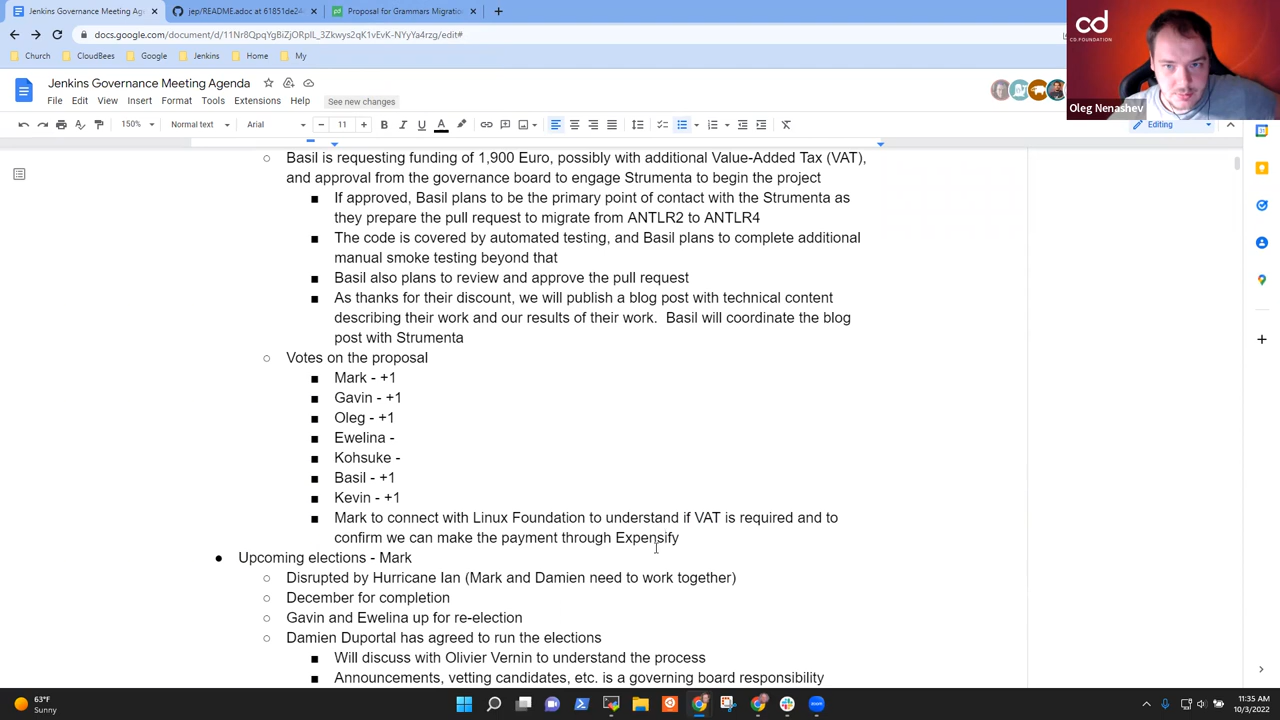 Jenkins Governance Meeting Age
jep/README.adoc at 61851de24
Proposal for Strumenta Migration
docs.google.com/document/d/11Nr8QpqYgBiZjORpIL_3Zkwys2qK1vEvK-NYyYa4rzg/edit#
Church
CloudBees
Google
Jenkins
Home
My
cd
CD FOUNDATION
Oleg Nenashev
Jenkins Governance Meeting Agenda
File Edit View Insert Format Tools Extensions Help See new changes
150% Normal text Arial 11 Editing
Basil is requesting funding of 1,900 Euro, possibly with additional Value-Added Tax (VAT),
and approval from the governance board to engage Strumenta to begin the project
If approved, Basil plans to be the primary point of contact with the Strumenta as
they prepare the pull request to migrate from ANTLR2 to ANTLR4
The code is covered by automated testing, and Basil plans to complete additional
manual smoke testing beyond that
Basil also plans to review and approve the pull request
As thanks for their discount, we will publish a blog post with technical content
describing their work and our results of their work. Basil will coordinate the blog
post with Strumenta
Votes on the proposal
Mark - +1
Gavin - +1
Oleg - +1
Ewelina -
Kohsuke -
Basil - +1
Kevin - +1
Mark to connect with Linux Foundation to understand if VAT is required and to
confirm we can make the payment through Expensify
Upcoming elections - Mark
Disrupted by Hurricane Ian (Mark and Damien need to work together)
December for completion
Gavin and Ewelina up for re-election
Damien Duportal has agreed to run the elections
Will discuss with Olivier Vernin to understand the process
Announcements, vetting candidates, etc. is a governing board responsibility
63°F
Sunny
11:35 AM
10/3/2022